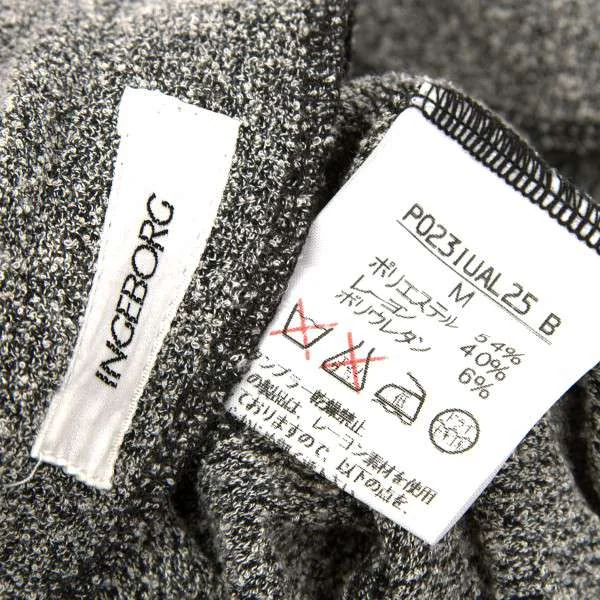 INGEBORG
P0231UAL25 B
M
ポリエステル 54%
レーヨン 40%
ポリウレタン 6%
タンブラー乾燥禁止
の製品は、レーヨン素材を使用
ておりますので、以下の点を、